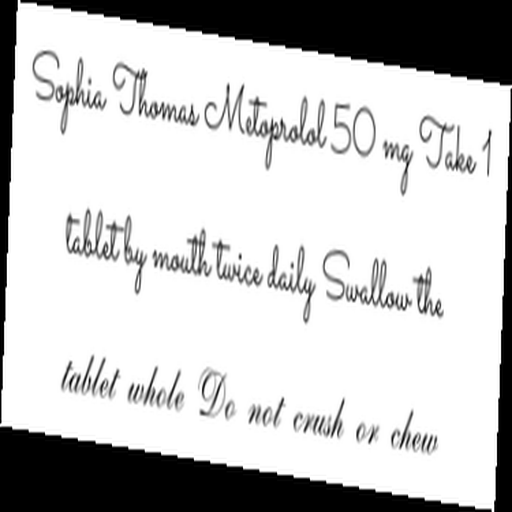 Sophia Thomas Metoprolol 50 mg Take 1
tablet by mouth twice daily Swallow the
tablet whole Do not crush or chew